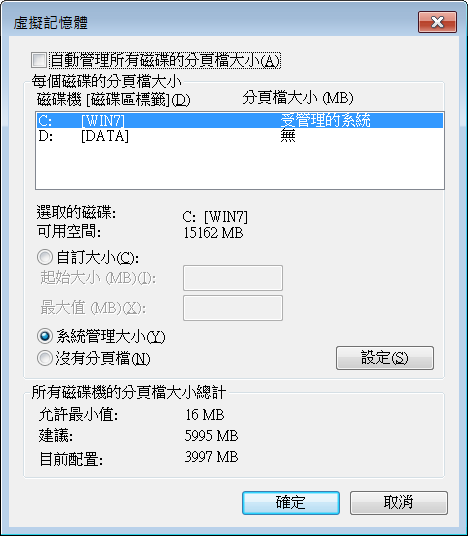 虛擬記憶體
自動管理所有磁碟的分頁檔大小(A)
每個磁碟的分頁檔大小
磁碟機 [磁碟區標籤](D) 分頁檔大小 (MB)
C: [WIN7] 受管理的系統
D: [DATA] 無
選取的磁碟: C: [WIN7]
可用空間: 15162 MB
自訂大小(C):
起始大小 (MB)(I):
最大值 (MB)(X):
系統管理大小(Y)
沒有分頁檔(N)
設定(S)
所有磁碟機的分頁檔大小總計
允許最小值: 16 MB
建議: 5995 MB
目前配置: 3997 MB
確定 取消